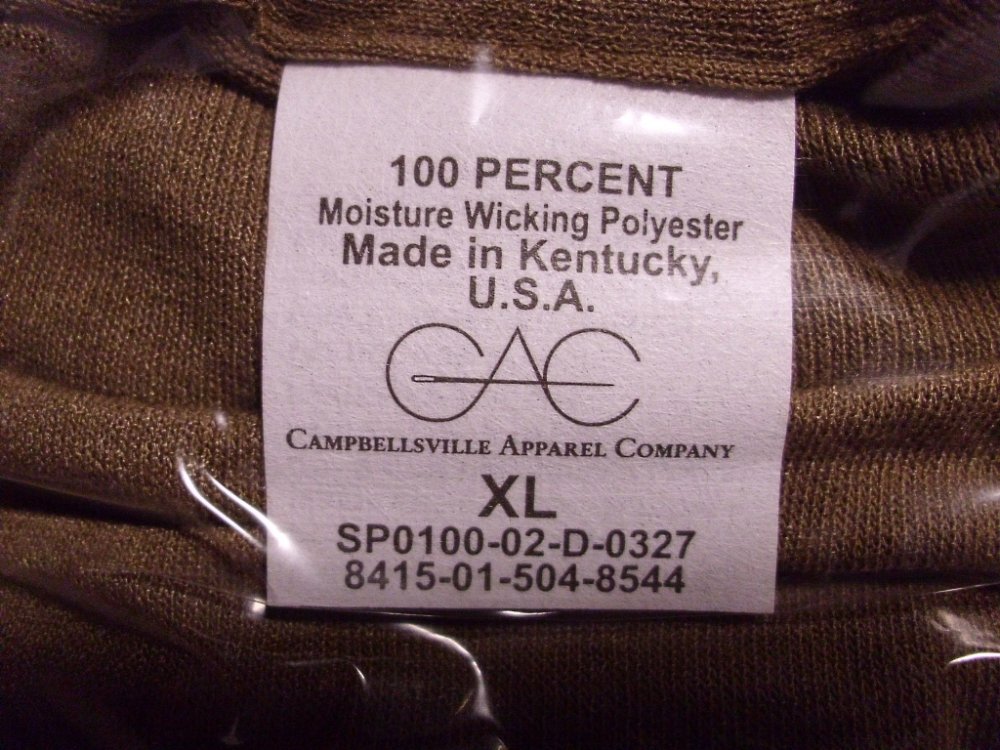 100 PERCENT
Moisture Wicking Polyester
Made in Kentucky,
U.S.A.
CAC
CAMPBELLSVILLE APPAREL COMPANY
XL
SP0100-02-D-0327
8415-01-504-8544